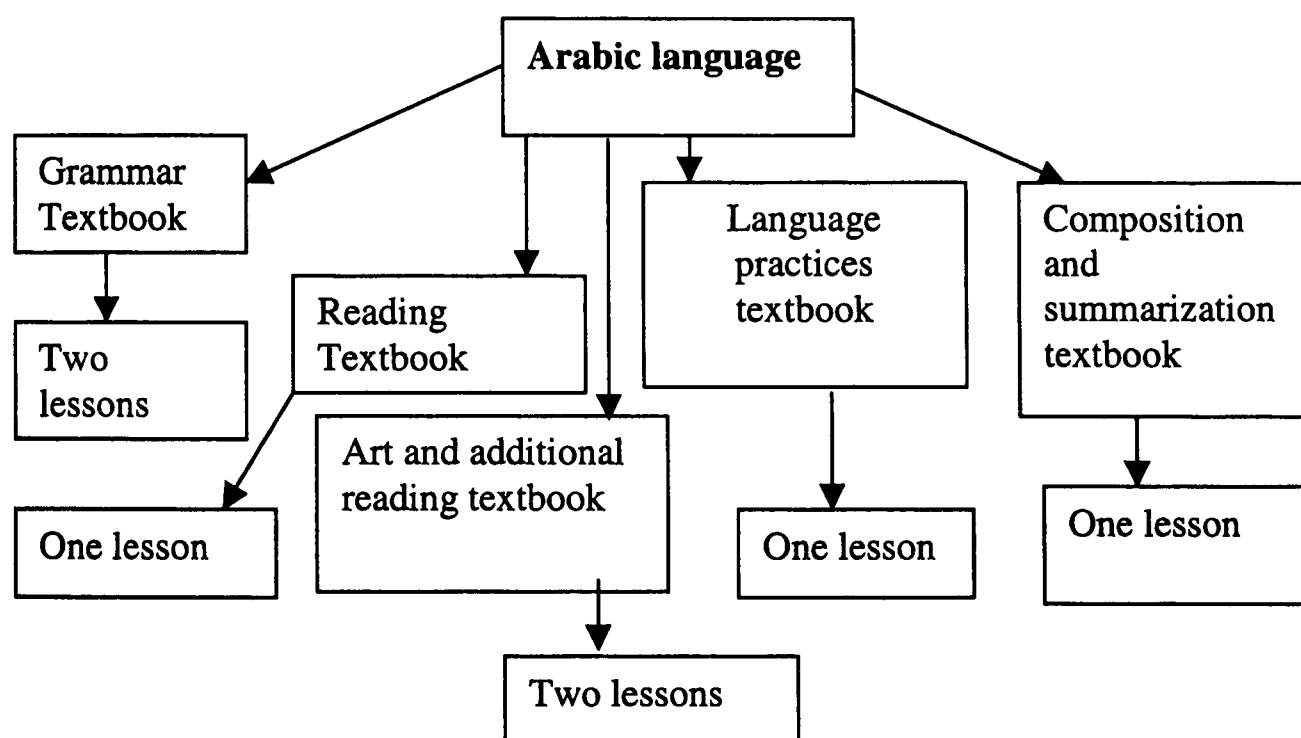 Arabic language
Grammar
Textbook
Two
lessons
Reading
Textbook
One lesson
Art and additional
reading textbook
Two lessons
Language
practices
textbook
One lesson
Composition
and
summarization
textbook
One lesson